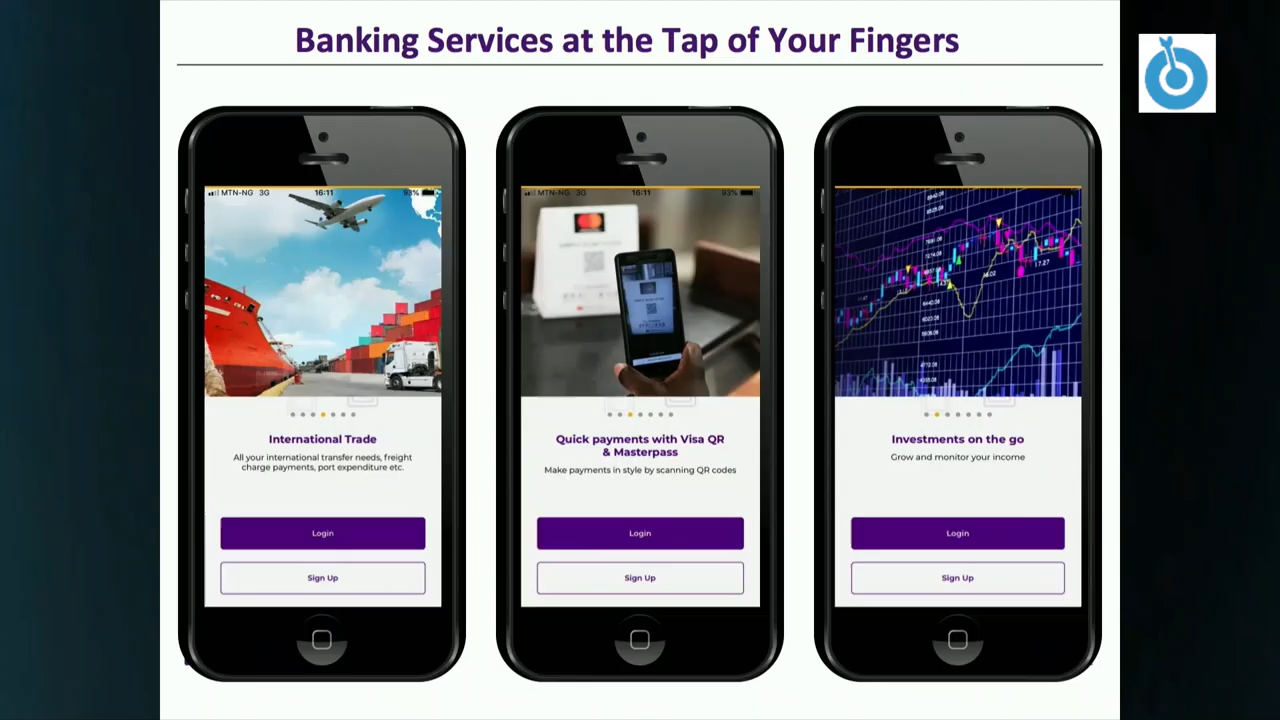 Banking Services at the Tap of Your Fingers
MTN-NG 3G 16:11 93%
International Trade
All your international transfer needs, freight
charge payments, port expenditure etc.
Login
Sign Up
MTN-NG 3G 16:11 93%
Quick payments with Visa QR
& Masterpass
Make payments in style by scanning QR codes
Login
Sign Up
Investments on the go
Grow and monitor your income
Login
Sign Up